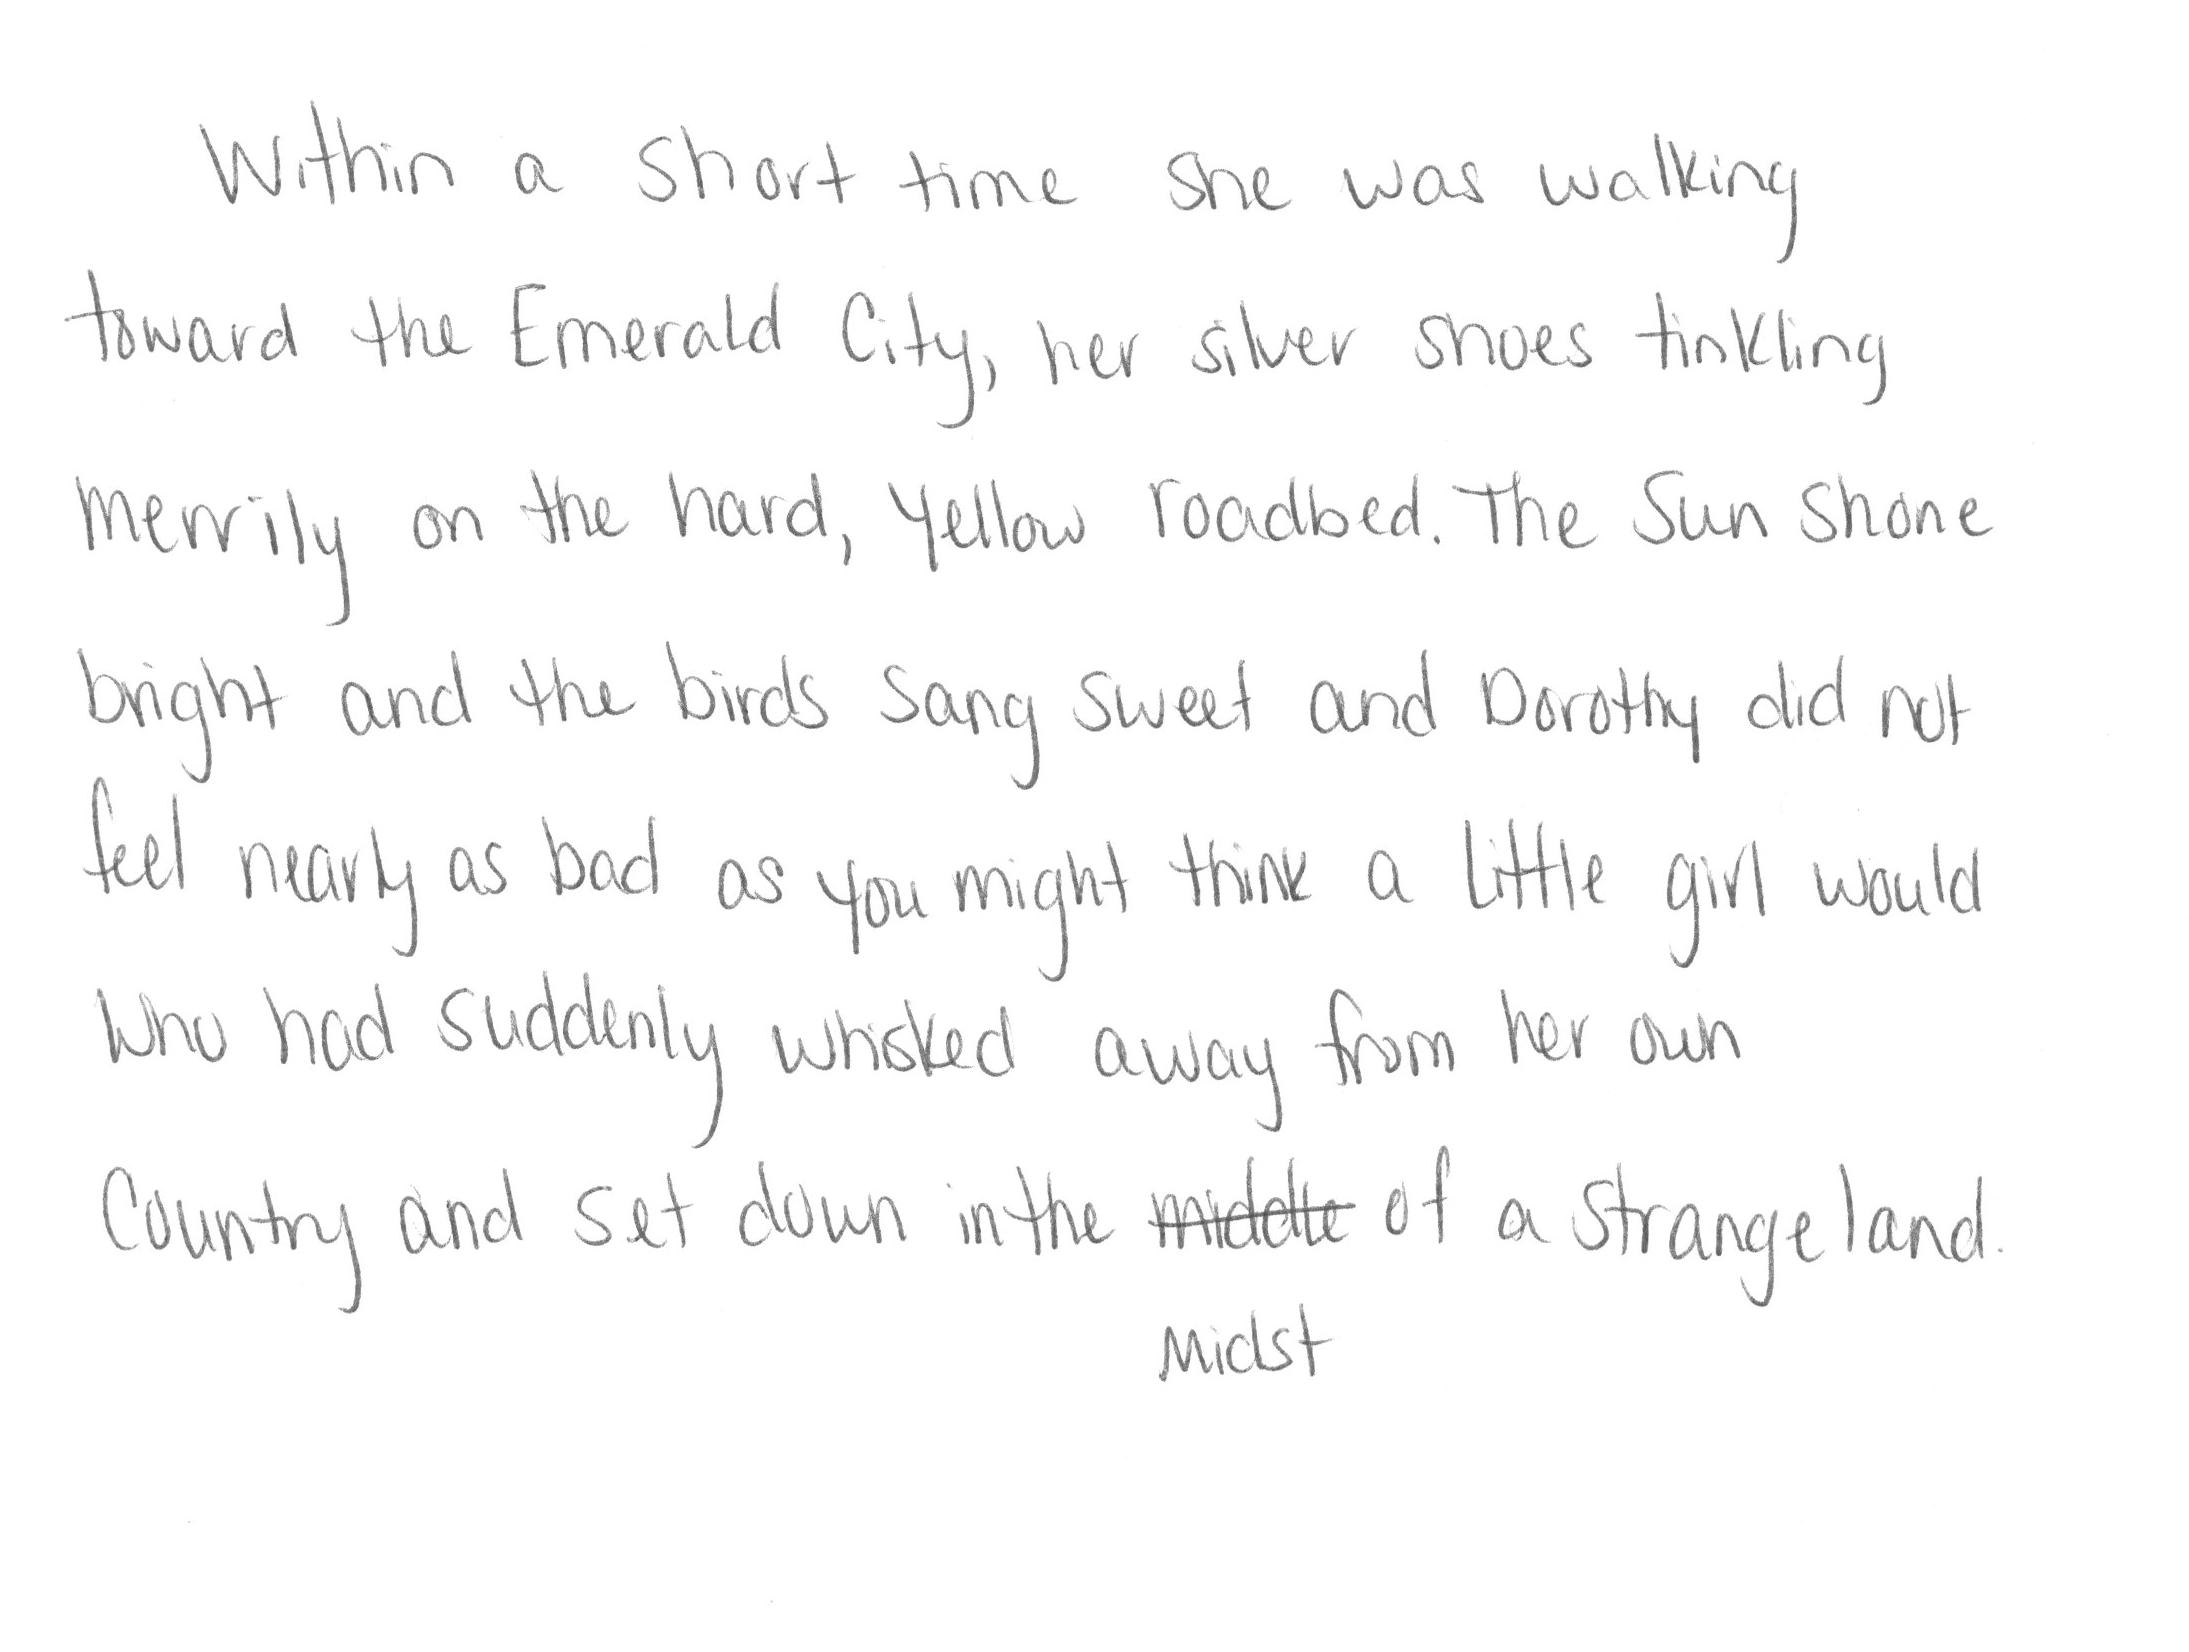 Within a short time she was walking
toward the Emerald City, her silver shoes tinkling
merrily on the hard, yellow roadbed. The Sun shone
bright and the birds sang sweet and Dorothy did not
feel nearly as bad as you might think a little girl would
who had suddenly whisked away from her own
Country and set down in the middle of a strange land.
Midst